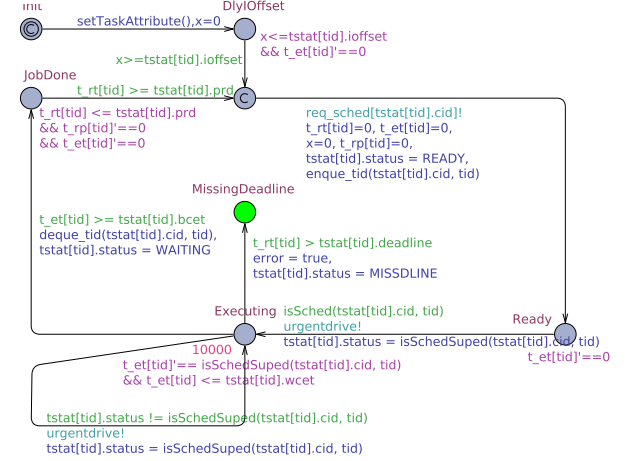 Init
DlyIOffset
setTaskAttribute(),x=0
x<=tstat[tid].ioffset
&& t_et[tid]'==0
x>=tstat[tid].ioffset
JobDone
t_rt[tid] >= tstat[tid].prd
C
C
t_rt[tid] <= tstat[tid].prd
&& t_rp[tid]'==0
&& t_et[tid]'==0
req_sched[tstat[tid].cid]!
t_rt[tid]=0, t_et[tid]=0,
x=0, t_rp[tid]=0,
tstat[tid].status = READY,
enque_tid(tstat[tid].cid, tid)
MissingDeadline
t_et[tid] >= tstat[tid].bcet
deque_tid(tstat[tid].cid, tid),
tstat[tid].status = WAITING
t_rt[tid] > tstat[tid].deadline
error = true,
tstat[tid].status = MISSDLINE
Executing
isSched(tstat[tid].cid, tid)
urgentdrive!
tstat[tid].status = isSchedSuped(tstat[tid].cid, tid)
Ready
t_et[tid]'==0
10000
t_et[tid]'== isSchedSuped(tstat[tid].cid, tid)
&& t_et[tid] <= tstat[tid].wcet
tstat[tid].status != isSchedSuped(tstat[tid].cid, tid)
urgentdrive!
tstat[tid].status = isSchedSuped(tstat[tid].cid, tid)